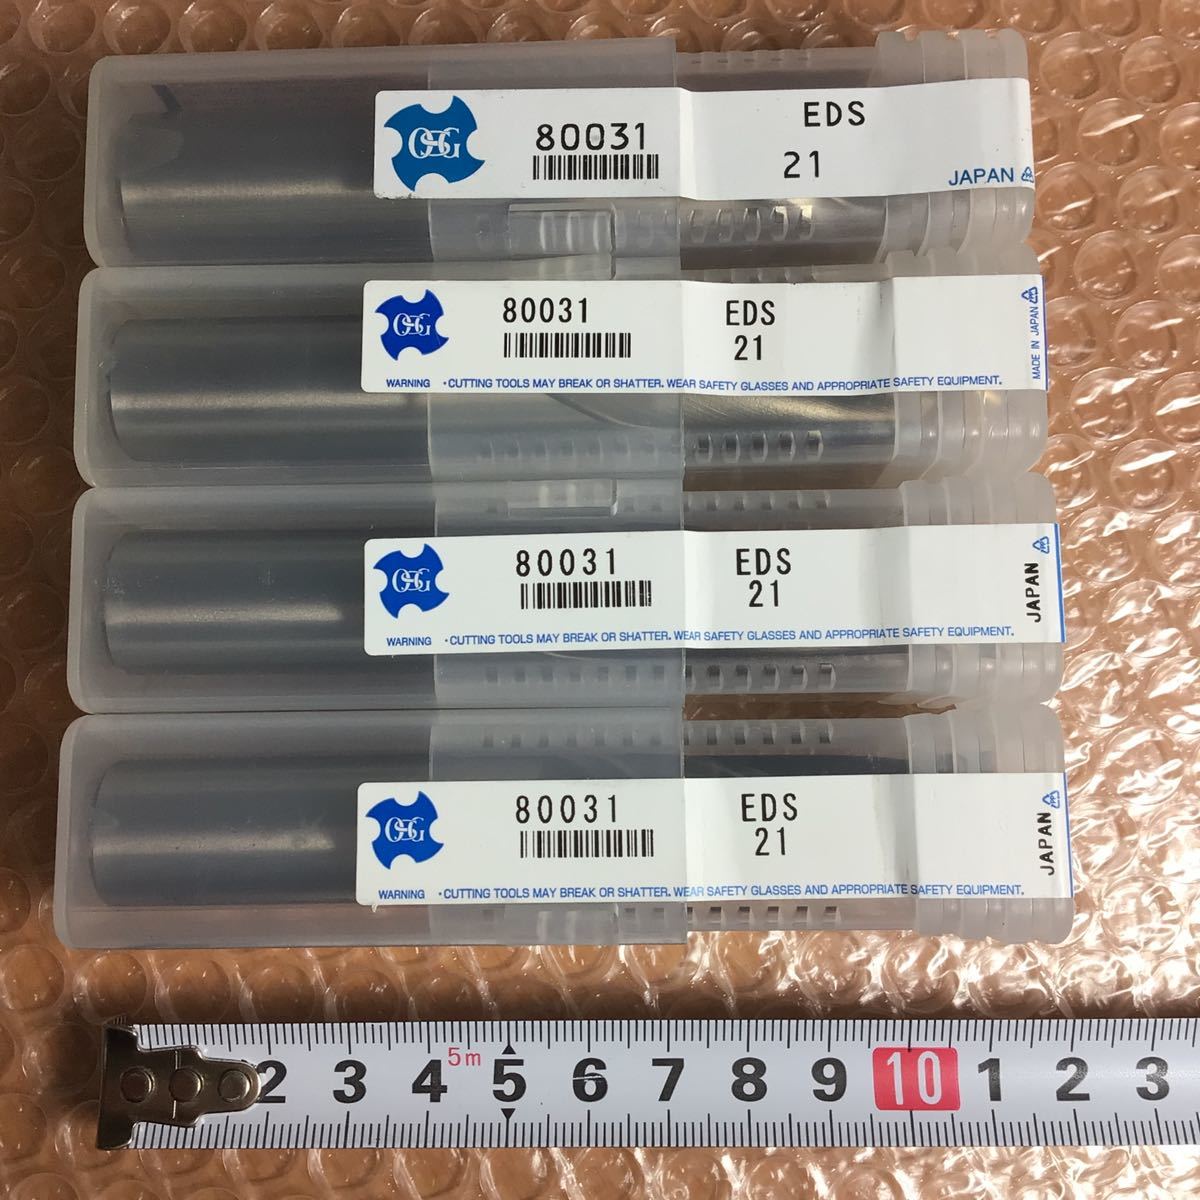 OSG
80031
EDS
21
JAPAN
OSG
80031
EDS
21
MADE IN JAPAN
WARNING ・CUTTING TOOLS MAY BREAK OR SHATTER. WEAR SAFETY GLASSES AND APPROPRIATE SAFETY EQUIPMENT.
OSG
80031
EDS
21
JAPAN
WARNING ・CUTTING TOOLS MAY BREAK OR SHATTER. WEAR SAFETY GLASSES AND APPROPRIATE SAFETY EQUIPMENT.
OSG
80031
EDS
21
JAPAN
WARNING ・CUTTING TOOLS MAY BREAK OR SHATTER. WEAR SAFETY GLASSES AND APPROPRIATE SAFETY EQUIPMENT.
5m
2 3 4 5 6 7 8 9 10 1 2 3